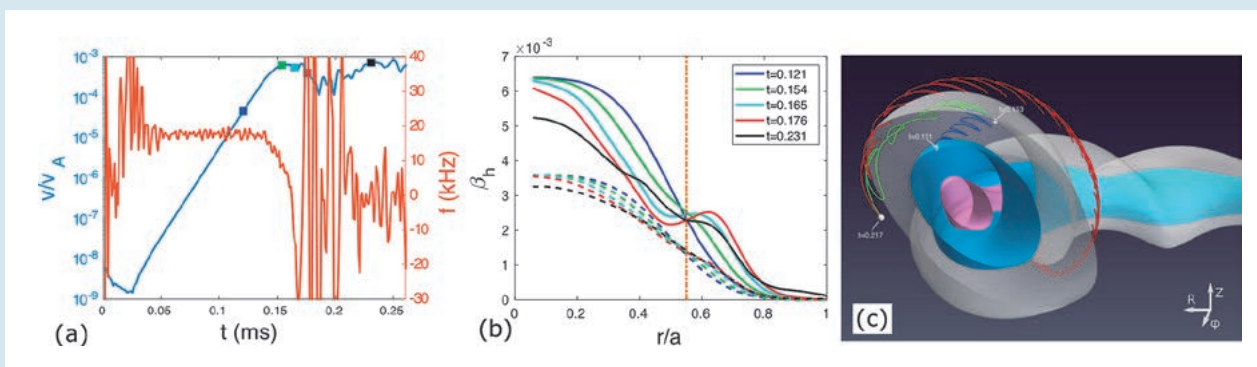 10⁻³
10⁻⁴
10⁻⁵
10⁻⁶
10⁻⁷
10⁻⁸
10⁻⁹
v/v_A
0
0.05
0.1
0.15
0.2
0.25
t (ms)
40
30
20
10
0
-10
-20
-30
f (kHz)
(a)
×10⁻³
7
6
5
4
3
2
1
0
β_h
0
0.2
0.4
0.6
0.8
1
r/a
t=0.121
t=0.154
t=0.165
t=0.176
t=0.231
(b)
t=0.111
t=0.217
(c)
R
Z
φ